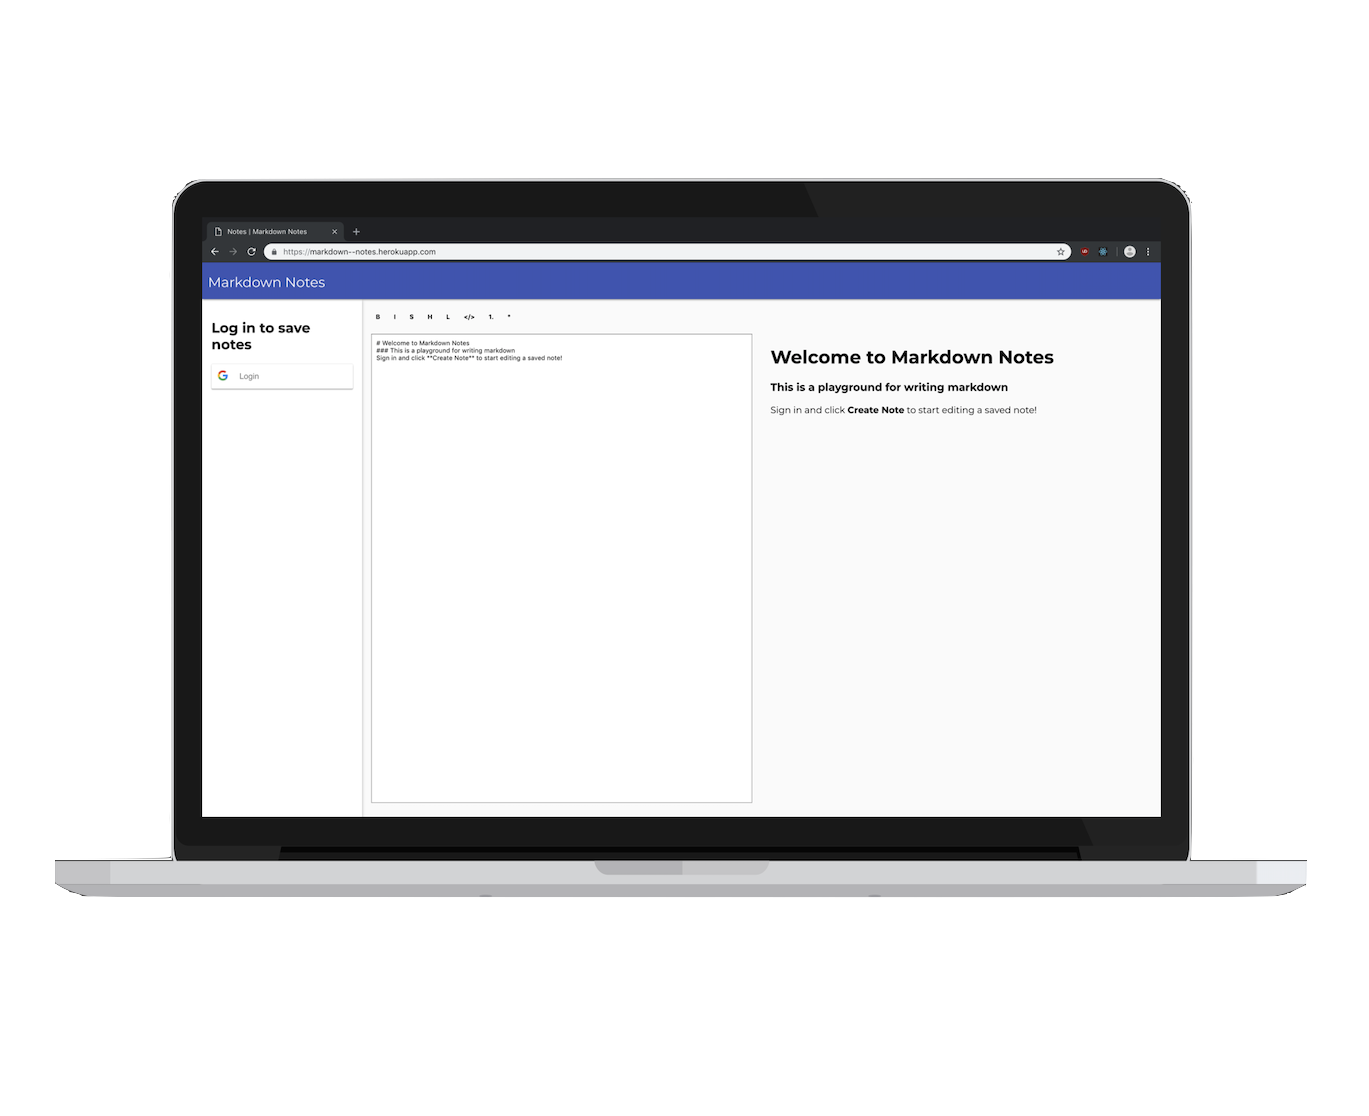 Notes | Markdown Notes
https://markdown--notes.herokuapp.com
Markdown Notes
Log in to save
notes
Login
B I S H L </> 1. *
# Welcome to Markdown Notes
### This is a playground for writing markdown
Sign in and click **Create Note** to start editing a saved note!
Welcome to Markdown Notes
This is a playground for writing markdown
Sign in and click Create Note to start editing a saved note!